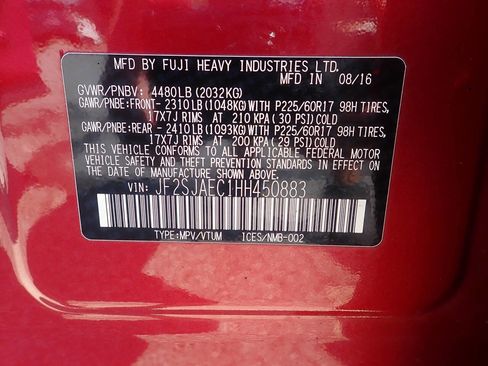 MFD BY FUJI HEAVY INDUSTRIES LTD.
IN 08/16
GVWR/PNBV: 4480LB (2032KG)
GAWR/PNBE:FRONT- 2310LB (1048KG) WITH P225/60R17 98H TIRES,
17X7J RIMS AT 210 KPA (30 PSI) COLD
GAWR/PNBE:REAR - 2410LB (1093KG) WITH P225/60R17 98H TIRES,
17X7J RIMS AT 200 KPA (29 PSI) COLD
THIS VEHICLE CONFORMS TO ALL APPLICABLE FEDERAL MOTOR
VEHICLE SAFETY AND THEFT PREVENTION STANDARDS IN EFFECT ON
THE DATE OF MANUFACTURE SHOWN ABOVE.
VIN: JF2SJAEC1HH450883
TYPE:MPV/VTUM ICES/NMB-002